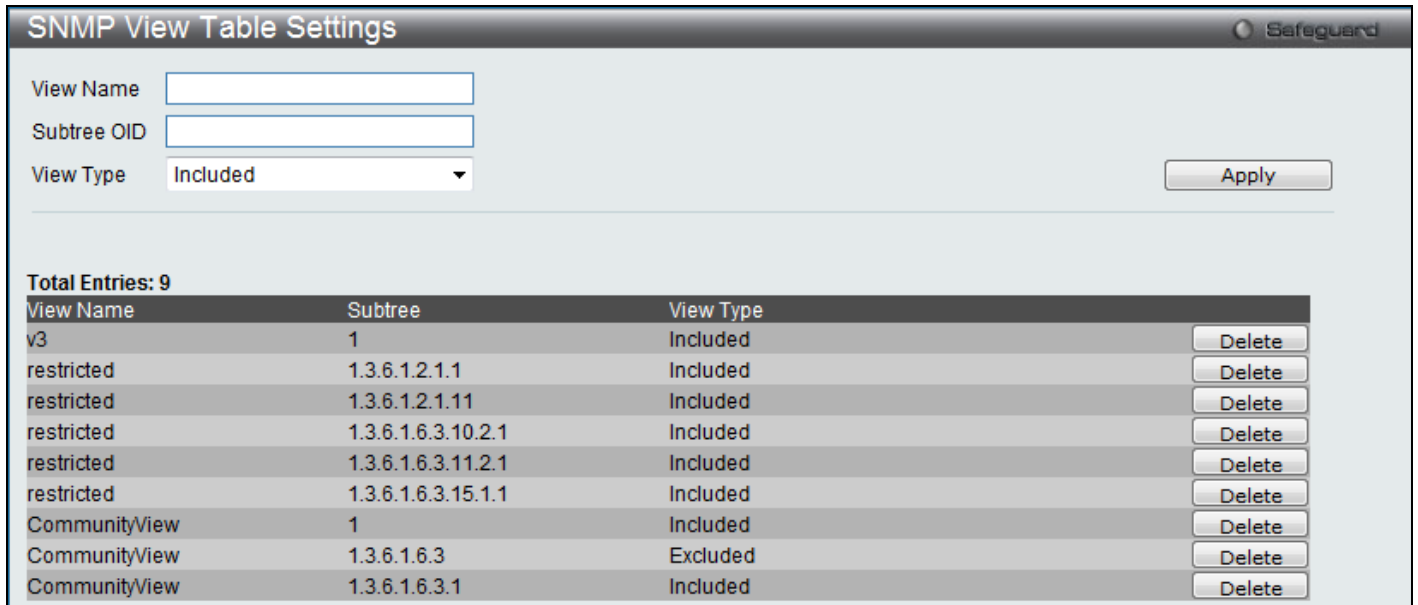 SNMP View Table Settings Safeguard
View Name
Subtree OID
View Type Included Apply
Total Entries: 9
View Name Subtree View Type
v3 1 Included Delete
restricted 1.3.6.1.2.1.1 Included Delete
restricted 1.3.6.1.2.1.11 Included Delete
restricted 1.3.6.1.6.3.10.2.1 Included Delete
restricted 1.3.6.1.6.3.11.2.1 Included Delete
restricted 1.3.6.1.6.3.15.1.1 Included Delete
CommunityView 1 Included Delete
CommunityView 1.3.6.1.6.3 Excluded Delete
CommunityView 1.3.6.1.6.3.1 Included Delete